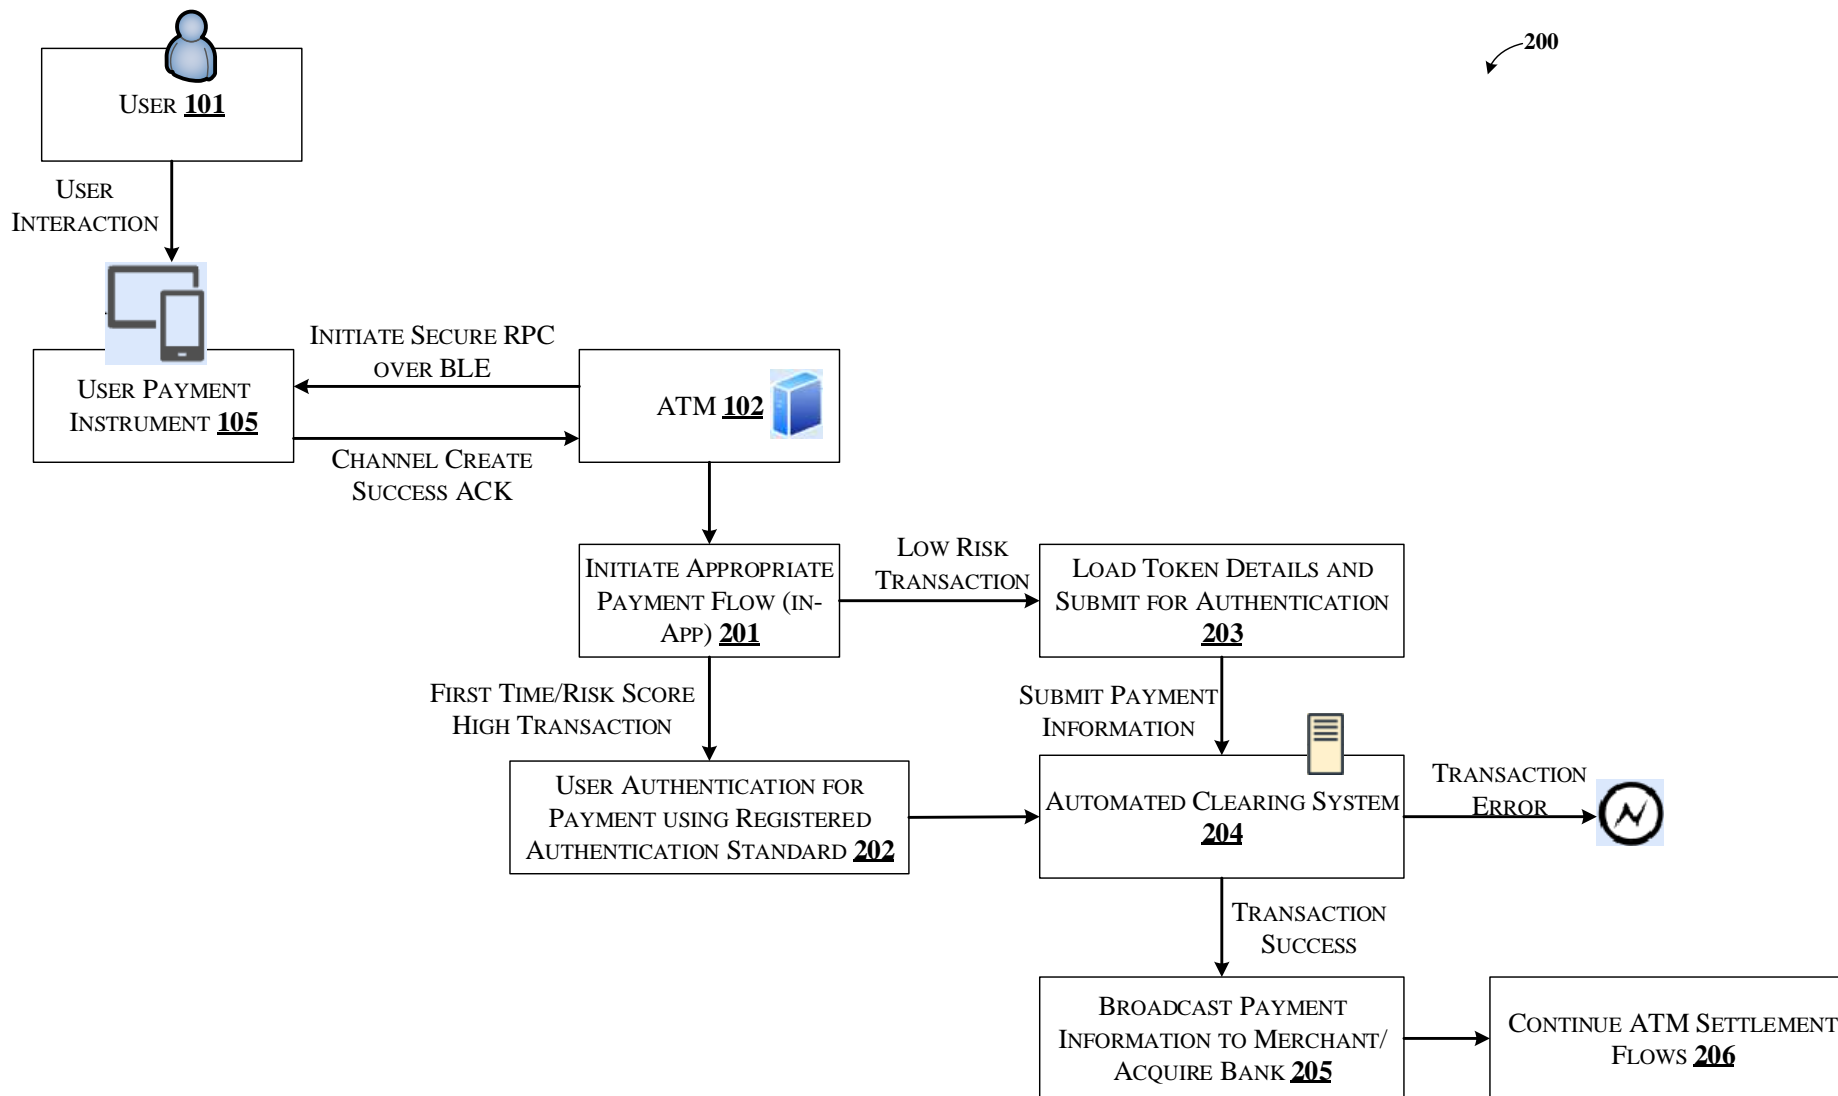 200
USER 101
USER
INTERACTION
INITIATE SECURE RPC
OVER BLE
USER PAYMENT
INSTRUMENT 105
ATM 102
CHANNEL CREATE
SUCCESS ACK
INITIATE APPROPRIATE
PAYMENT FLOW (IN-
APP) 201
LOW RISK
TRANSACTION
LOAD TOKEN DETAILS AND
SUBMIT FOR AUTHENTICATION
203
FIRST TIME/RISK SCORE
HIGH TRANSACTION
SUBMIT PAYMENT
INFORMATION
USER AUTHENTICATION FOR
PAYMENT USING REGISTERED
AUTHENTICATION STANDARD 202
AUTOMATED CLEARING SYSTEM
204
TRANSACTION
ERROR
TRANSACTION
SUCCESS
BROADCAST PAYMENT
INFORMATION TO MERCHANT/
ACQUIRE BANK 205
CONTINUE ATM SETTLEMENT
FLOWS 206